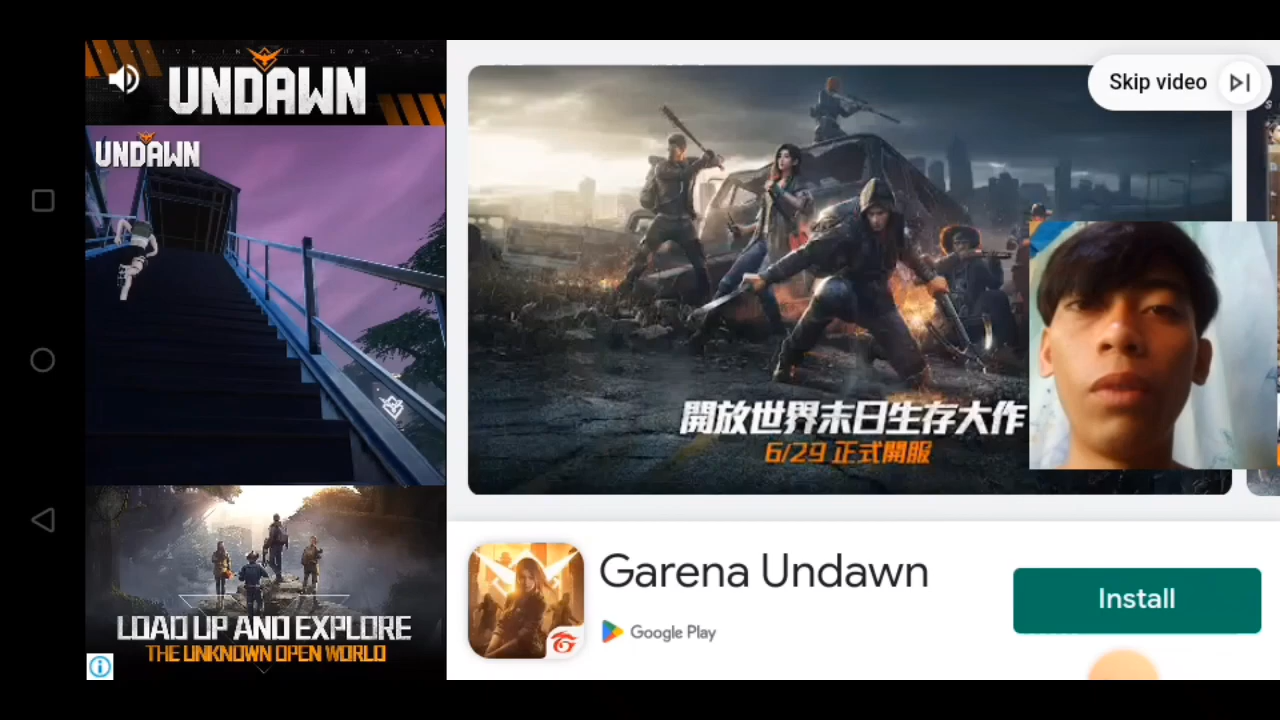 UNDAWN
UNDAWN
LOAD UP AND EXPLORE
THE UNKNOWN OPEN WORLD
Skip video
開放世界末日生存大作
6/29 正式開服
Garena Undawn
Google Play
Install